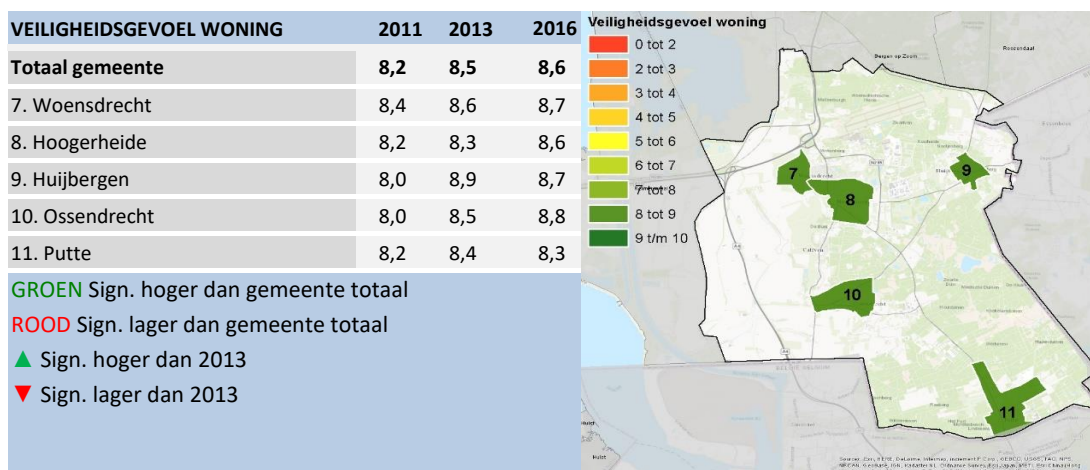 VEILIGHEIDSGEVOEL WONING 2011 2013 2016
Totaal gemeente 8,2 8,5 8,6
7. Woensdrecht 8,4 8,6 8,7
8. Hoogerheide 8,2 8,3 8,6
9. Huijbergen 8,0 8,9 8,7
10. Ossendrecht 8,0 8,5 8,8
11. Putte 8,2 8,4 8,3
GROEN Sign. hoger dan gemeente totaal
ROOD Sign. lager dan gemeente totaal
▲ Sign. hoger dan 2013
▼ Sign. lager dan 2013
Veiligheidsgevoel woning
0 tot 2
2 tot 3
3 tot 4
4 tot 5
5 tot 6
6 tot 7
7 tot 8
8 tot 9
9 t/m 10
Bergen op Zoom
Roosendaal
7
8
9
10
11
Hulst